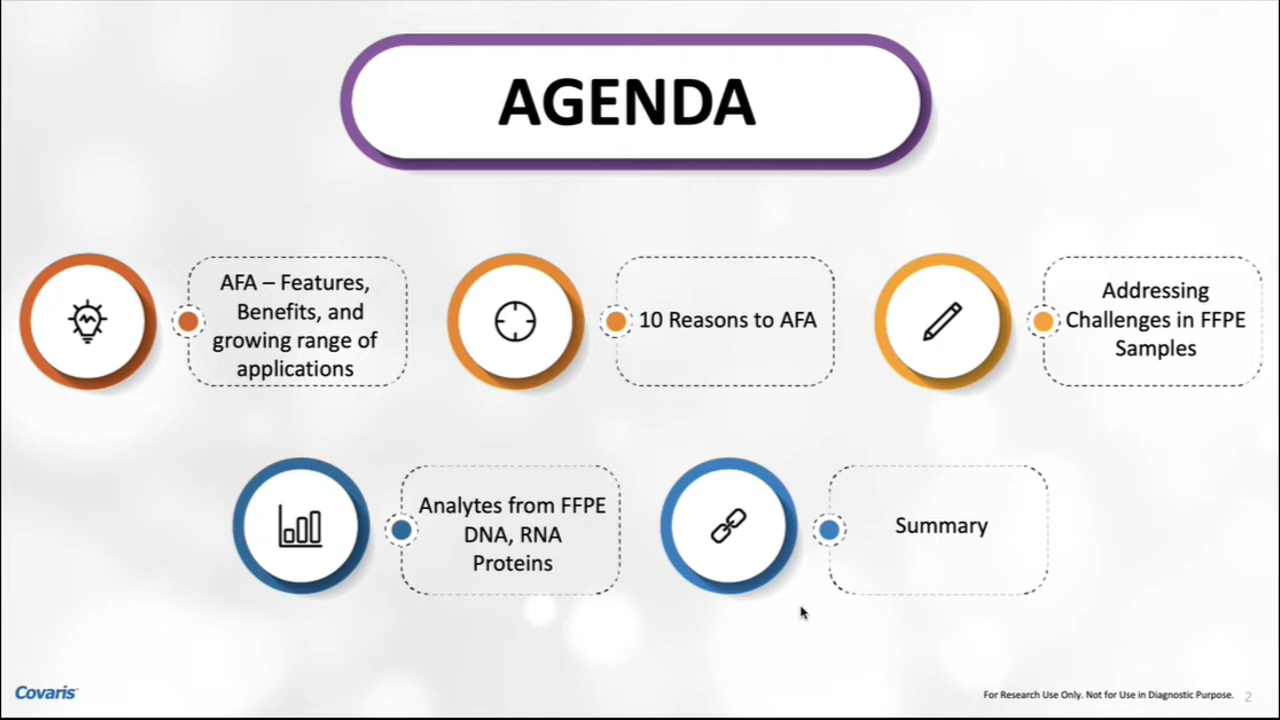 AGENDA
AFA – Features,
Benefits, and
growing range of
applications
10 Reasons to AFA
Addressing
Challenges in FFPE
Samples
Analytes from FFPE
DNA, RNA
Proteins
Summary
Covaris
For Research Use Only. Not for Use in Diagnostic Purpose.
2